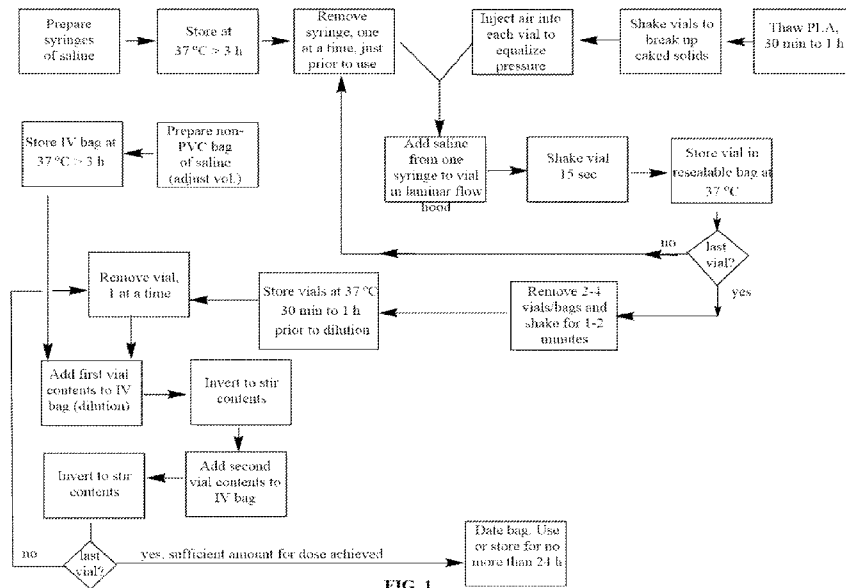 Prepare
syringes
of saline
Store at
37 °C > 3 h
Remove
syringe, one
at a time, just
prior to use
Inject air into
each vial to
equalize
pressure
Shake vials to
break up
caked solids
Thaw PLA,
30 min to 1 h
Store IV bag at
37 °C > 3 h
Prepare non-
PVC bag
of saline
(adjust vol.)
Add saline
from one
syringe to vial
in laminar flow
hood
Shake vial
15 sec
Store vial in
resealable bag at
37 °C
no
last
vial?
yes
Remove vial,
1 at a time
Store vials at 37 °C
30 min to 1 h
prior to dilution
Remove 2-4
vials/bags and
shake for 1-2
minutes
Add first vial
contents to IV
bag (dilution)
Invert to stir
contents
Add second
vial contents to
IV bag
Invert to stir
contents
no
last
vial?
yes, sufficient amount for dose achieved
Date bag. Use
or store for no
more than 24 h
FIG. 1